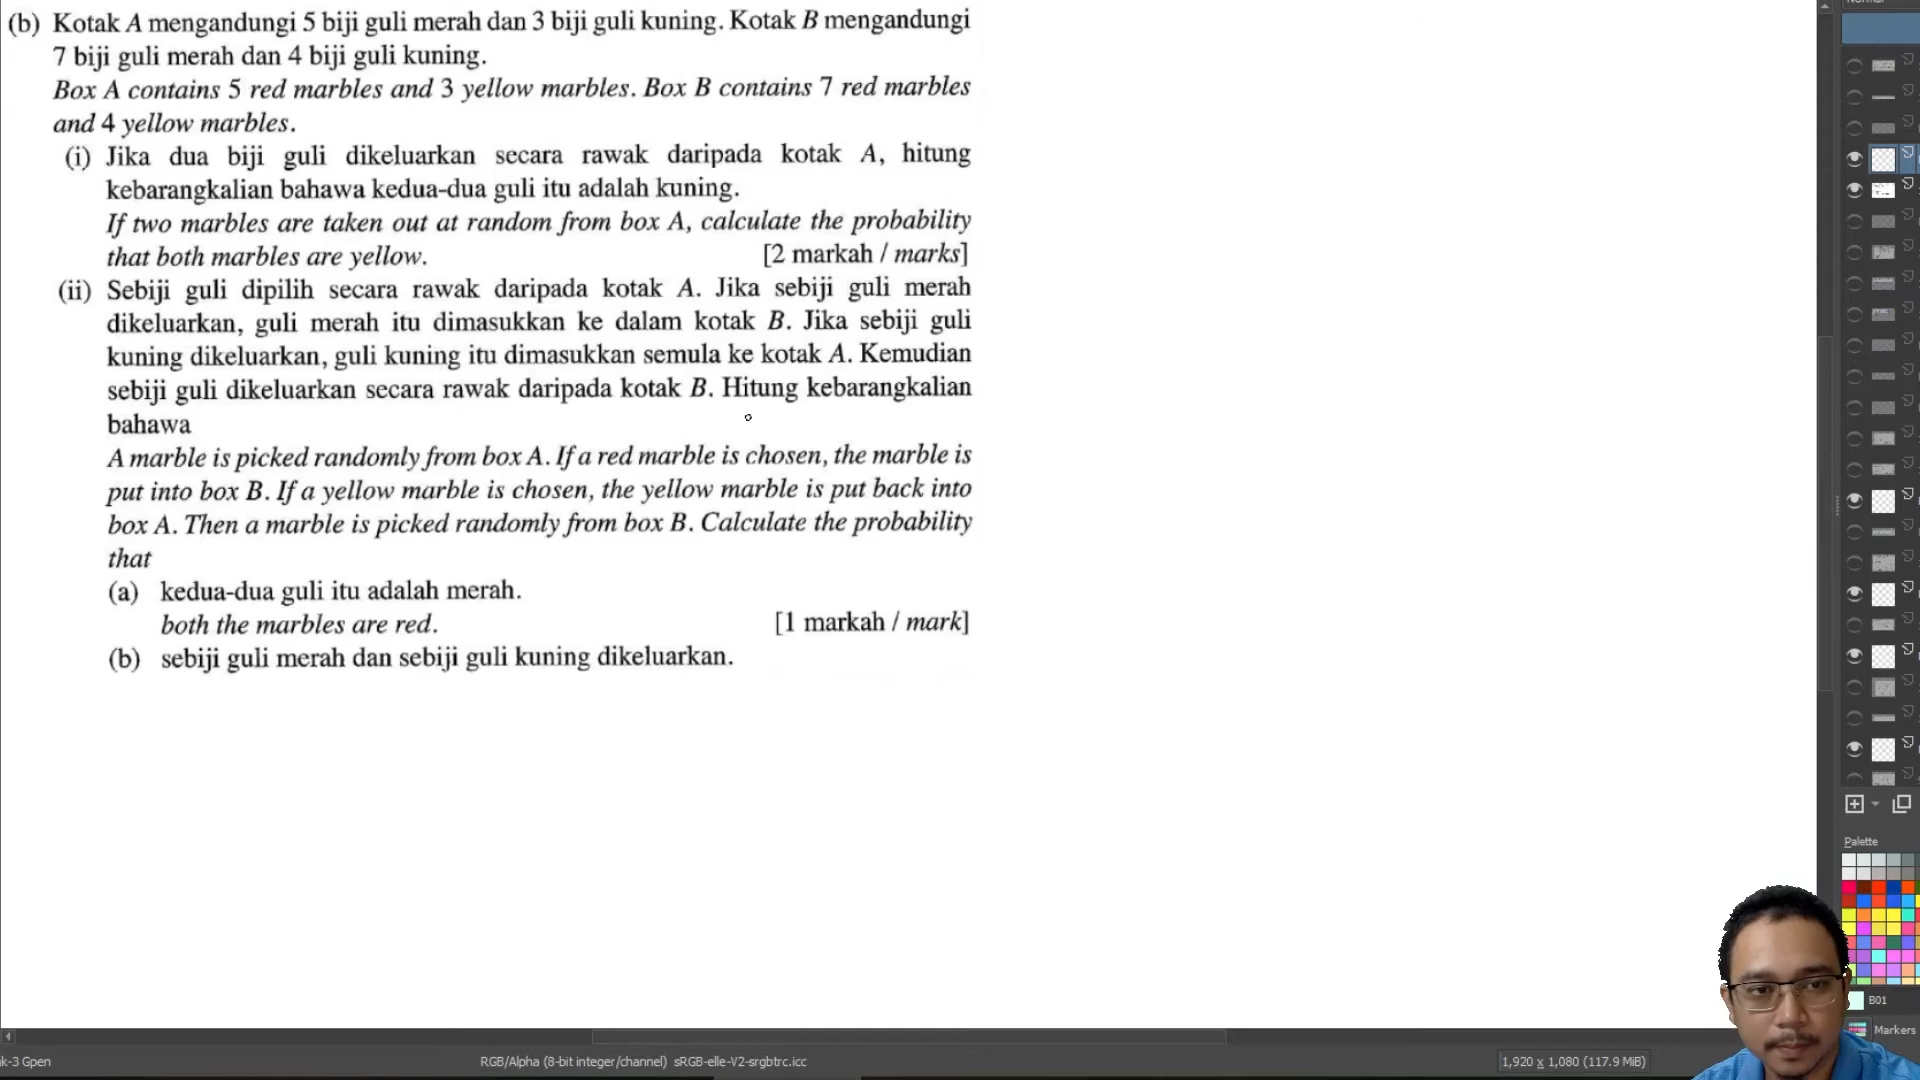 Normal
(b) Kotak A mengandungi 5 biji guli merah dan 3 biji guli kuning. Kotak B mengandungi
7 biji guli merah dan 4 biji guli kuning.
Box A contains 5 red marbles and 3 yellow marbles. Box B contains 7 red marbles
and 4 yellow marbles.
(i) Jika dua biji guli dikeluarkan secara rawak daripada kotak A, hitung
kebarangkalian bahawa kedua-dua guli itu adalah kuning.
If two marbles are taken out at random from box A, calculate the probability
that both marbles are yellow. [2 markah / marks]
(ii) Sebiji guli dipilih secara rawak daripada kotak A. Jika sebiji guli merah
dikeluarkan, guli merah itu dimasukkan ke dalam kotak B. Jika sebiji guli
kuning dikeluarkan, guli kuning itu dimasukkan semula ke kotak A. Kemudian
sebiji guli dikeluarkan secara rawak daripada kotak B. Hitung kebarangkalian
bahawa
A marble is picked randomly from box A. If a red marble is chosen, the marble is
put into box B. If a yellow marble is chosen, the yellow marble is put back into
box A. Then a marble is picked randomly from box B. Calculate the probability
that
(a) kedua-dua guli itu adalah merah.
both the marbles are red. [1 markah / mark]
(b) sebiji guli merah dan sebiji guli kuning dikeluarkan.
Palette
B01
Markers
k-3 Gpen
RGB/Alpha (8-bit integer/channel) sRGB-elle-V2-srgbtrc.icc
1,920 x 1,080 (117.9 MiB)